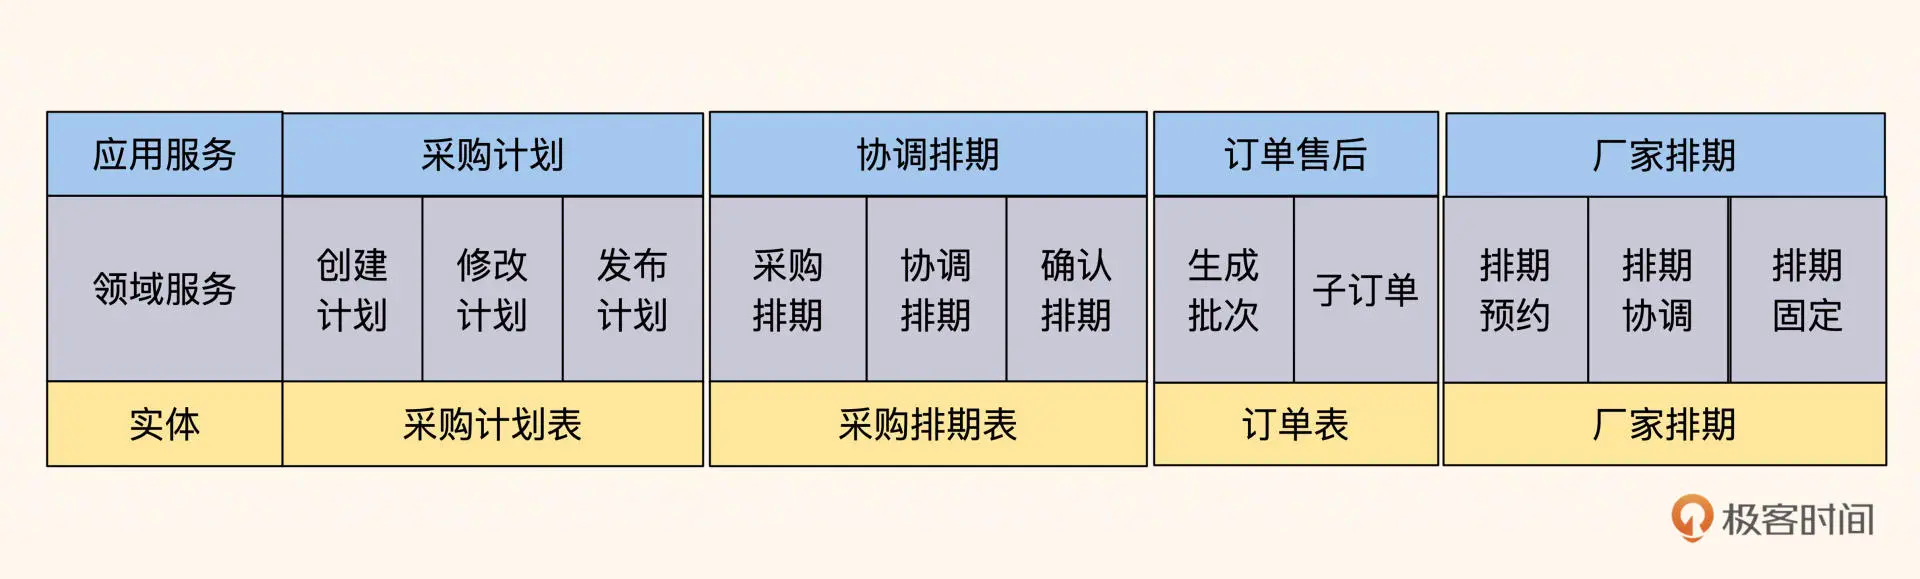 应用服务
采购计划
协调排期
订单售后
厂家排期
领域服务
创建
计划
修改
计划
发布
计划
采购
排期
协调
排期
确认
排期
生成
批次
子订单
排期
预约
排期
协调
排期
固定
实体
采购计划表
采购排期表
订单表
厂家排期
极客时间